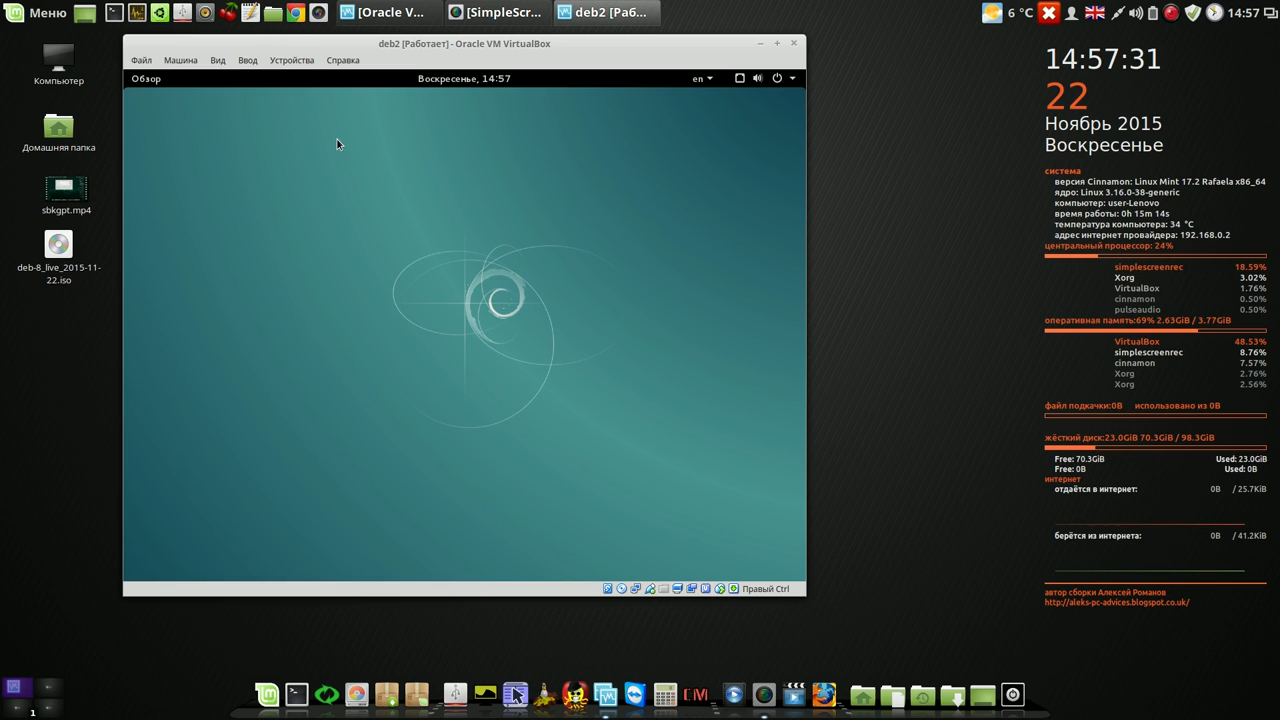 Меню
[Oracle V...
[SimpleScr...
deb2 [Раб...
6 °C
14:57
Компьютер
Домашняя папка
sbkgpt.mp4
deb-8_live_2015-11-
22.iso
deb2 [Работает] - Oracle VM VirtualBox
Файл Машина Вид Ввод Устройства Справка
Обзор Воскресенье, 14:57 en
Правый Ctrl
14:57:31
22
Ноябрь 2015
Воскресенье
система
версия Cinnamon: Linux Mint 17.2 Rafaela x86_64
ядро: Linux 3.16.0-38-generic
компьютер: user-Lenovo
время работы: 0h 15m 14s
температура компьютера: 34 °C
адрес интернет провайдера: 192.168.0.2
центральный процессор: 24%
simplescreenrec 18.59%
Xorg 3.02%
VirtualBox 1.76%
cinnamon 0.50%
pulseaudio 0.50%
оперативная память:69% 2.63GiB / 3.77GiB
VirtualBox 48.53%
simplescreenrec 8.76%
cinnamon 7.57%
Xorg 2.76%
Xorg 2.56%
файл подкачки:0B использовано из 0B
жёсткий диск:23.0GiB 70.3GiB / 98.3GiB
Free: 70.3GiB Used: 23.0GiB
Free: 0B Used: 0B
интернет
отдаётся в интернет: 0B / 25.7KiB
берётся из интернета: 0B / 41.2KiB
автор сборки Алексей Романов
http://aleks-pc-advices.blogspot.co.uk/
1